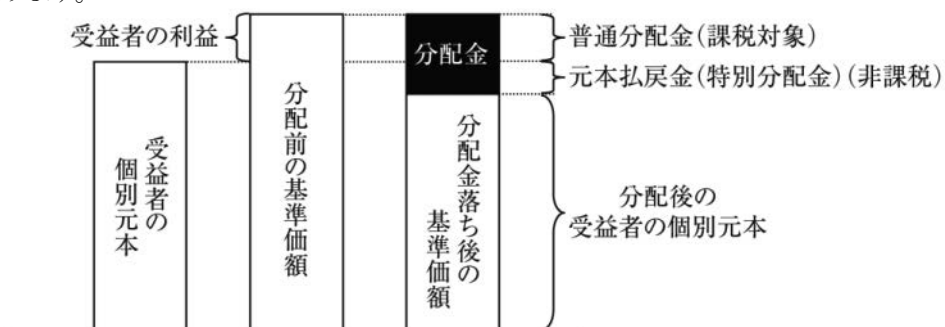 受益者の利益
分配金
普通分配金(課税対象)
元本払戻金(特別分配金)(非課税)
受益者の
個別元本
分配前の基準価額
分配金落ち後の
基準価額
分配後の
受益者の個別元本